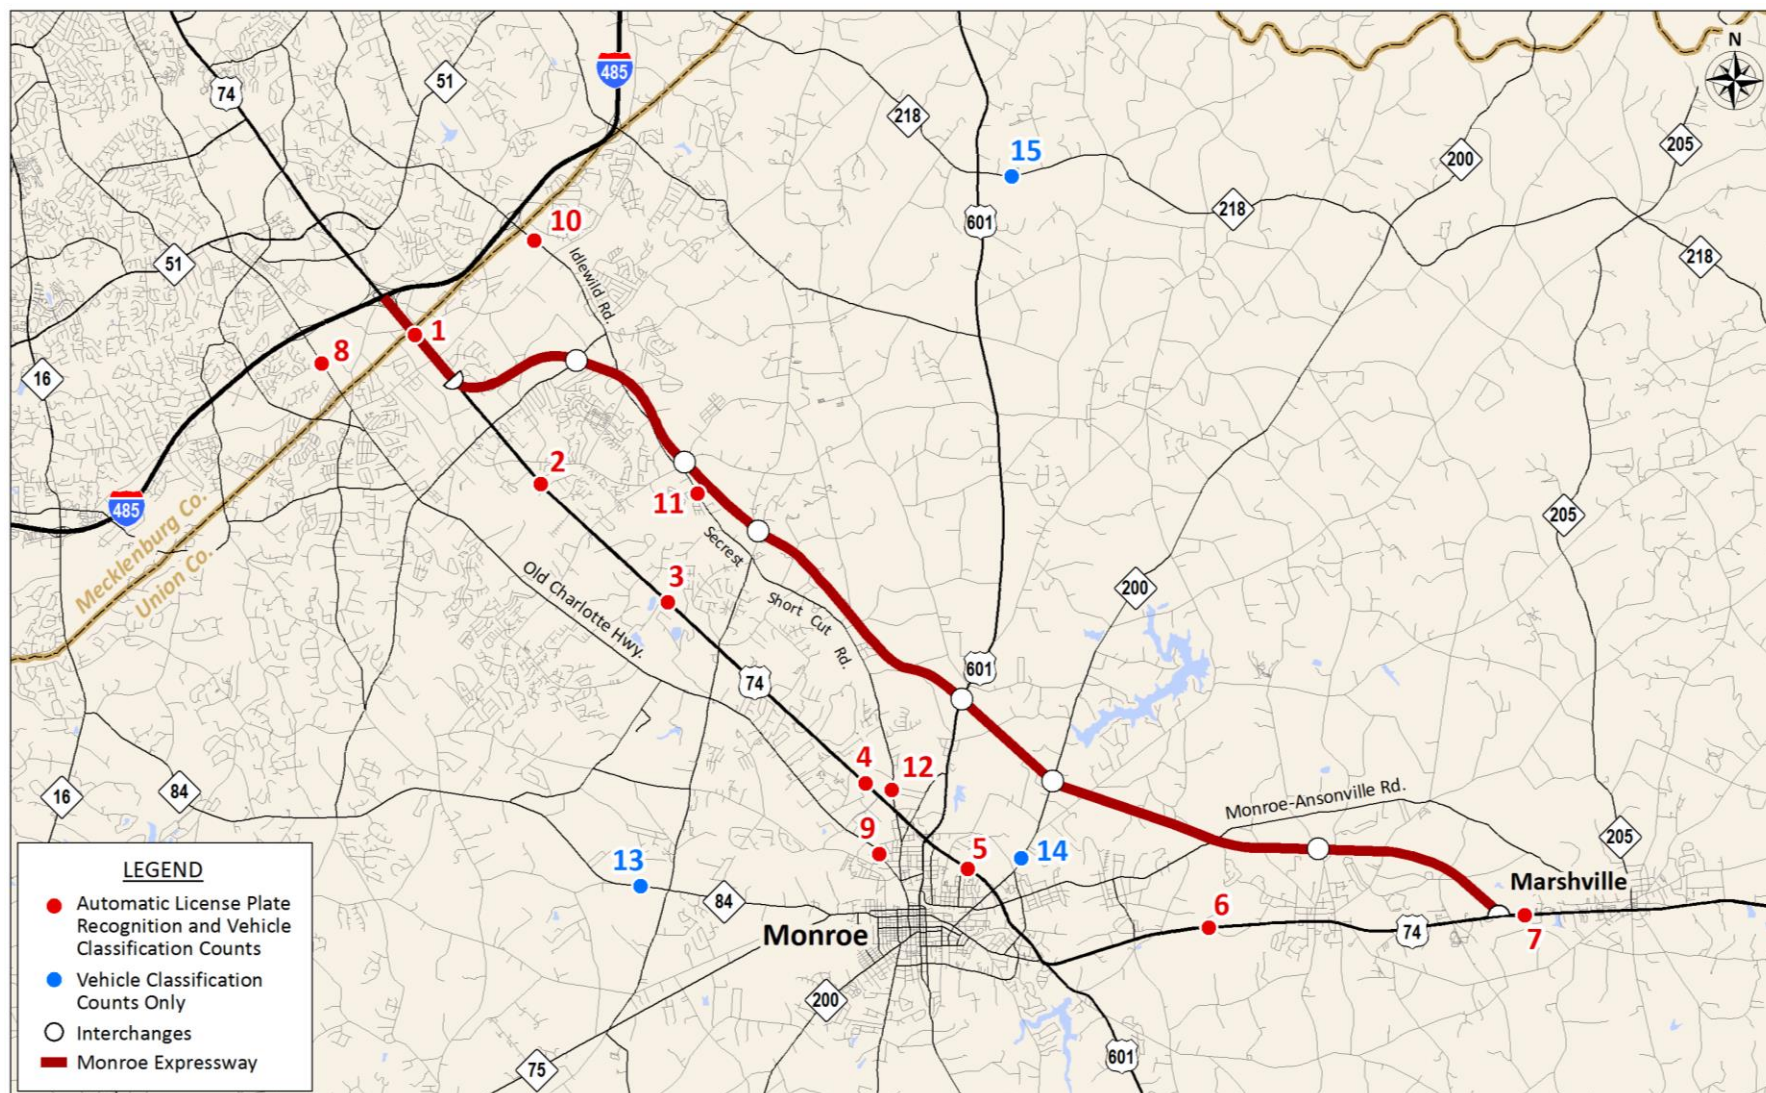 N
485
74
51
218
15
200
205
10
601
218
218
51
Idlewild Rd.
1
8
16
2
11
485
205
Mecklenburg Co.
Union Co.
Secrest
Short Cut Rd.
Old Charlotte Hwy.
3
200
74
601
4
12
Monroe-Ansonville Rd.
84
16
205
9
5
14
13
84
Marshville
6
Monroe
74
7
200
601
75
LEGEND
Automatic License Plate
Recognition and Vehicle
Classification Counts
Vehicle Classification
Counts Only
Interchanges
Monroe Expressway